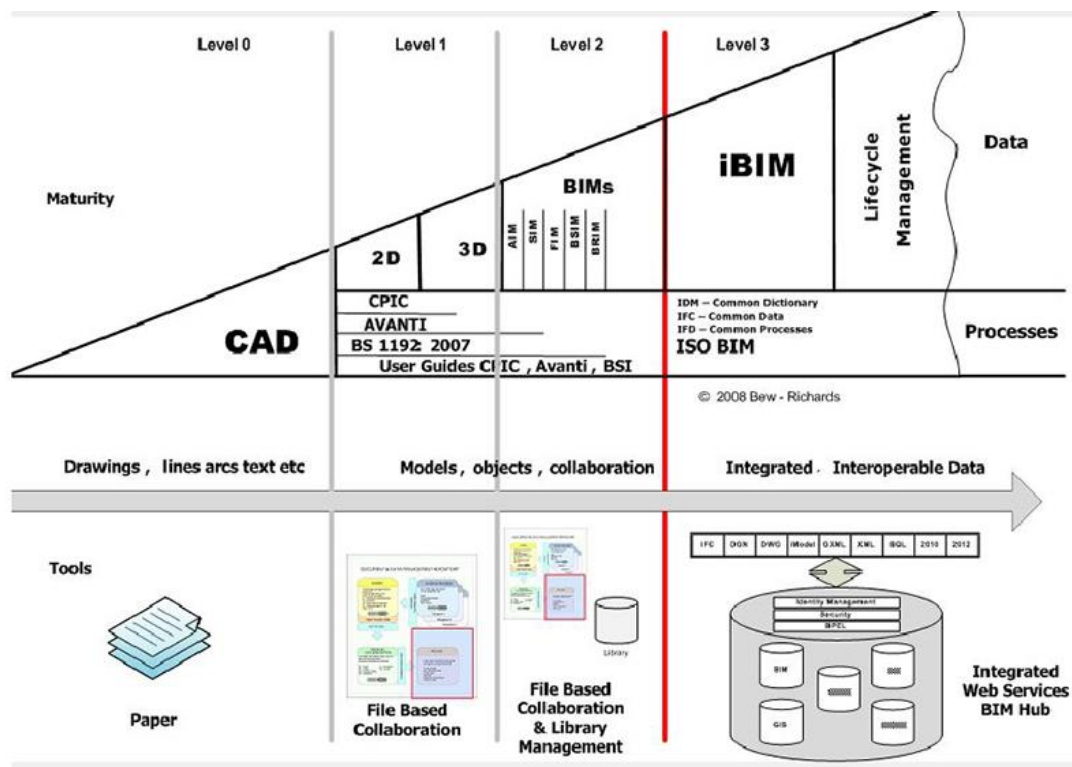 Level 0
Level 1
Level 2
Level 3
Maturity
CAD
2D
3D
BIMs
AIM
SIM
FIM
BSIM
BRIM
iBIM
Lifecycle
Management
Data
CPIC
AVANTI
BS 1192: 2007
User Guides CPIC , Avanti , BSI
IDM – Common Dictionary
IFC – Common Data
IFD – Common Processes
ISO BIM
Processes
© 2008 Bew - Richards
Drawings , lines arcs text etc
Models , objects , collaboration
Integrated , Interoperable Data
Tools
Paper
File Based
Collaboration
Library
File Based
Collaboration
& Library
Management
IFC DGN DWG iModel GXML XML SQL 2010 2012
Identity Management
Security
BPEL
BIM
GIS
Integrated
Web Services
BIM Hub